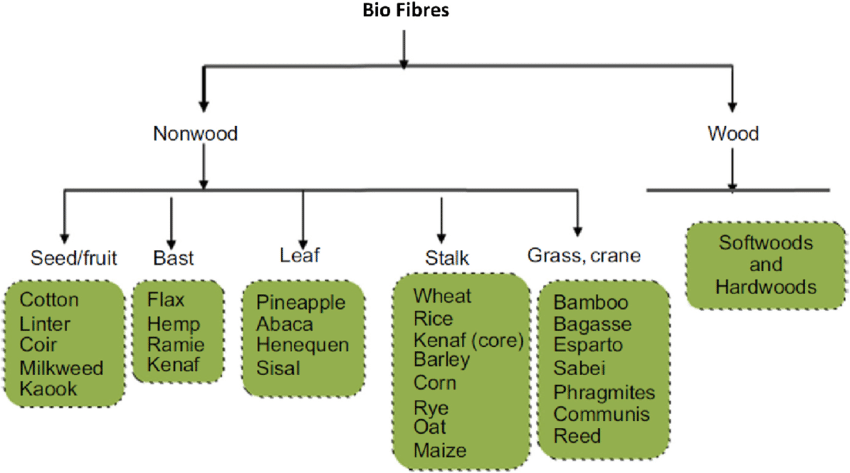 Bio Fibres
Nonwood
Wood
Seed/fruit
Cotton
Linter
Coir
Milkweed
Kaook
Bast
Flax
Hemp
Ramie
Kenaf
Leaf
Pineapple
Abaca
Henequen
Sisal
Stalk
Wheat
Rice
Kenaf (core)
Barley
Corn
Rye
Oat
Maize
Grass, crane
Bamboo
Bagasse
Esparto
Sabei
Phragmites
Communis
Reed
Softwoods
and
Hardwoods